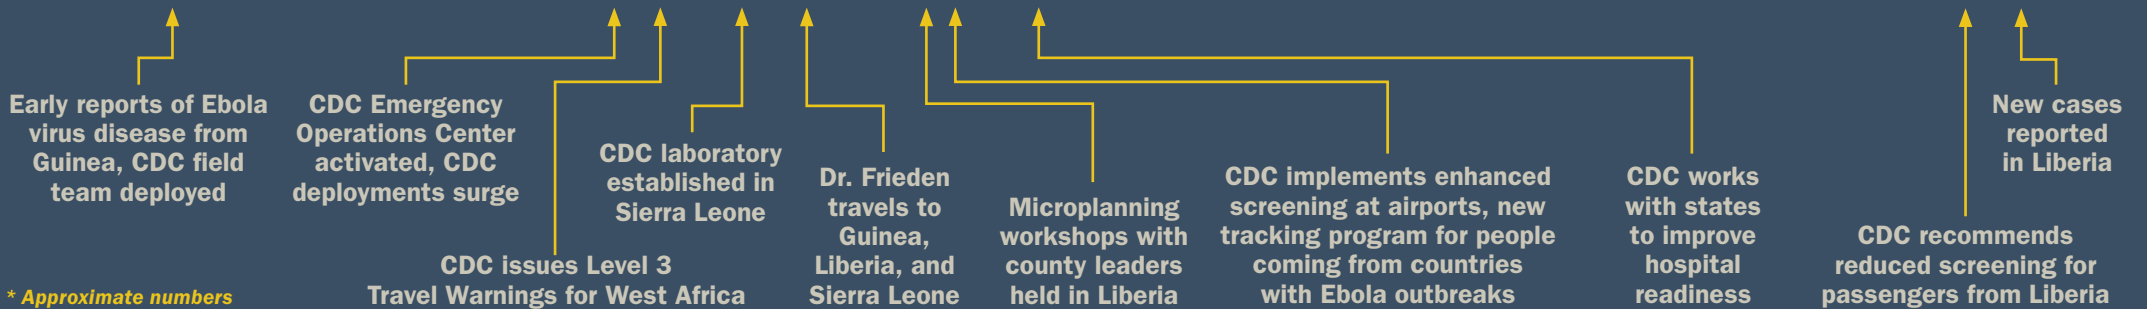 Early reports of Ebola
virus disease from
Guinea, CDC field
team deployed
CDC Emergency
Operations Center
activated, CDC
deployments surge
CDC issues Level 3
Travel Warnings for West Africa
CDC laboratory
established in
Sierra Leone
Dr. Frieden
travels to
Guinea,
Liberia, and
Sierra Leone
Microplanning
workshops with
county leaders
held in Liberia
CDC implements enhanced
screening at airports, new
tracking program for people
coming from countries
with Ebola outbreaks
CDC works
with states
to improve
hospital
readiness
CDC recommends
reduced screening for
passengers from Liberia
New cases
reported
in Liberia
* Approximate numbers